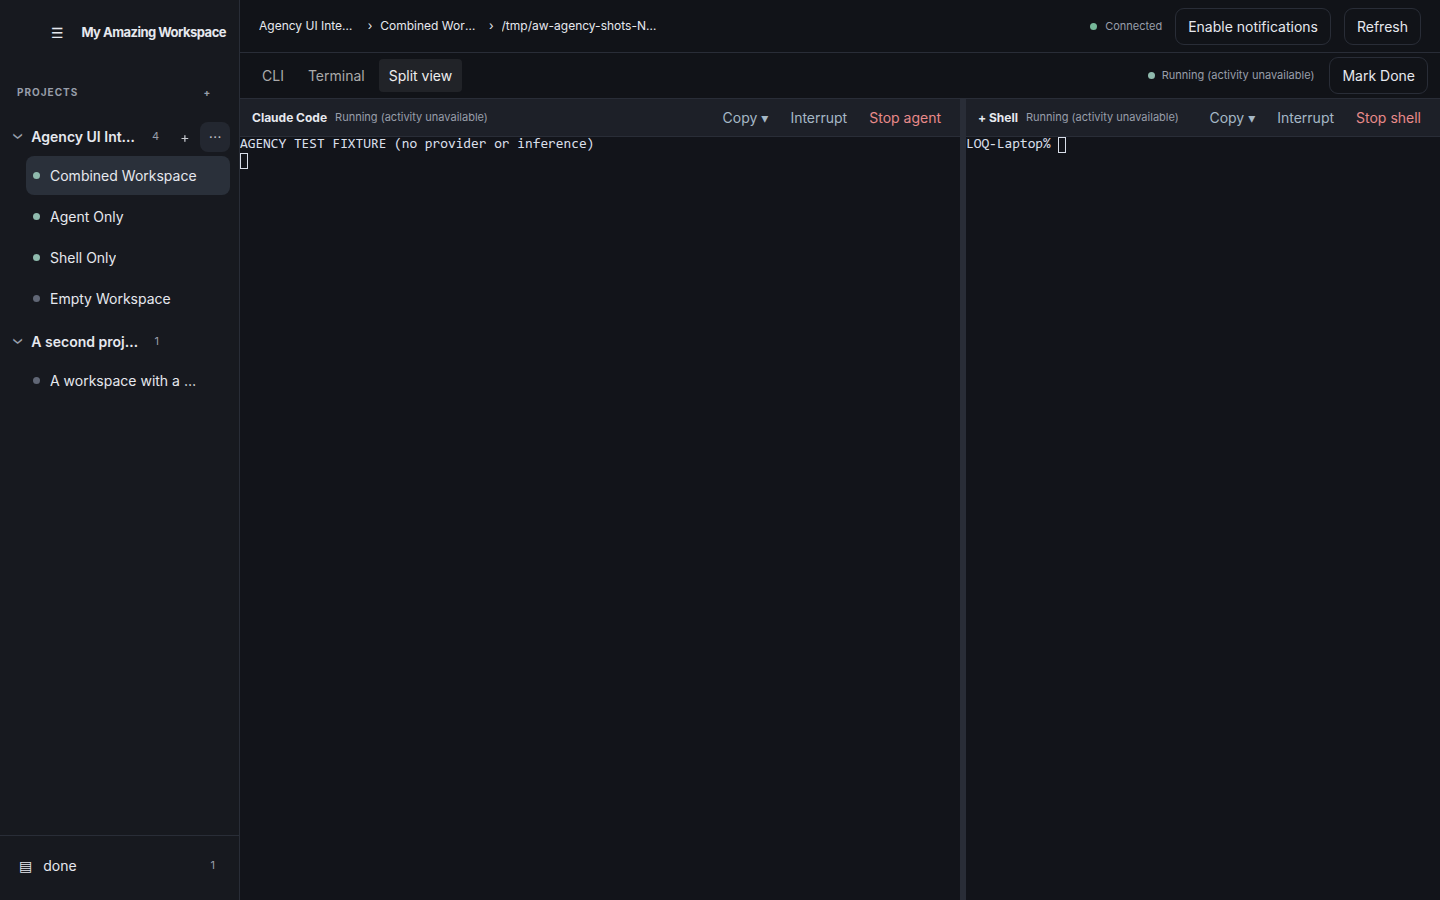 ☰ My Amazing Workspace
PROJECTS +
Agency UI Int... 4 + ...
Combined Workspace
Agent Only
Shell Only
Empty Workspace
A second proj... 1
A workspace with a ...
done 1
Agency UI Inte... › Combined Wor... › /tmp/aw-agency-shots-N...
Connected Enable notifications Refresh
CLI Terminal Split view Running (activity unavailable) Mark Done
Claude Code Running (activity unavailable) Copy ▾ Interrupt Stop agent
AGENCY TEST FIXTURE (no provider or inference)
+ Shell Running (activity unavailable) Copy ▾ Interrupt Stop shell
LOQ-Laptop%